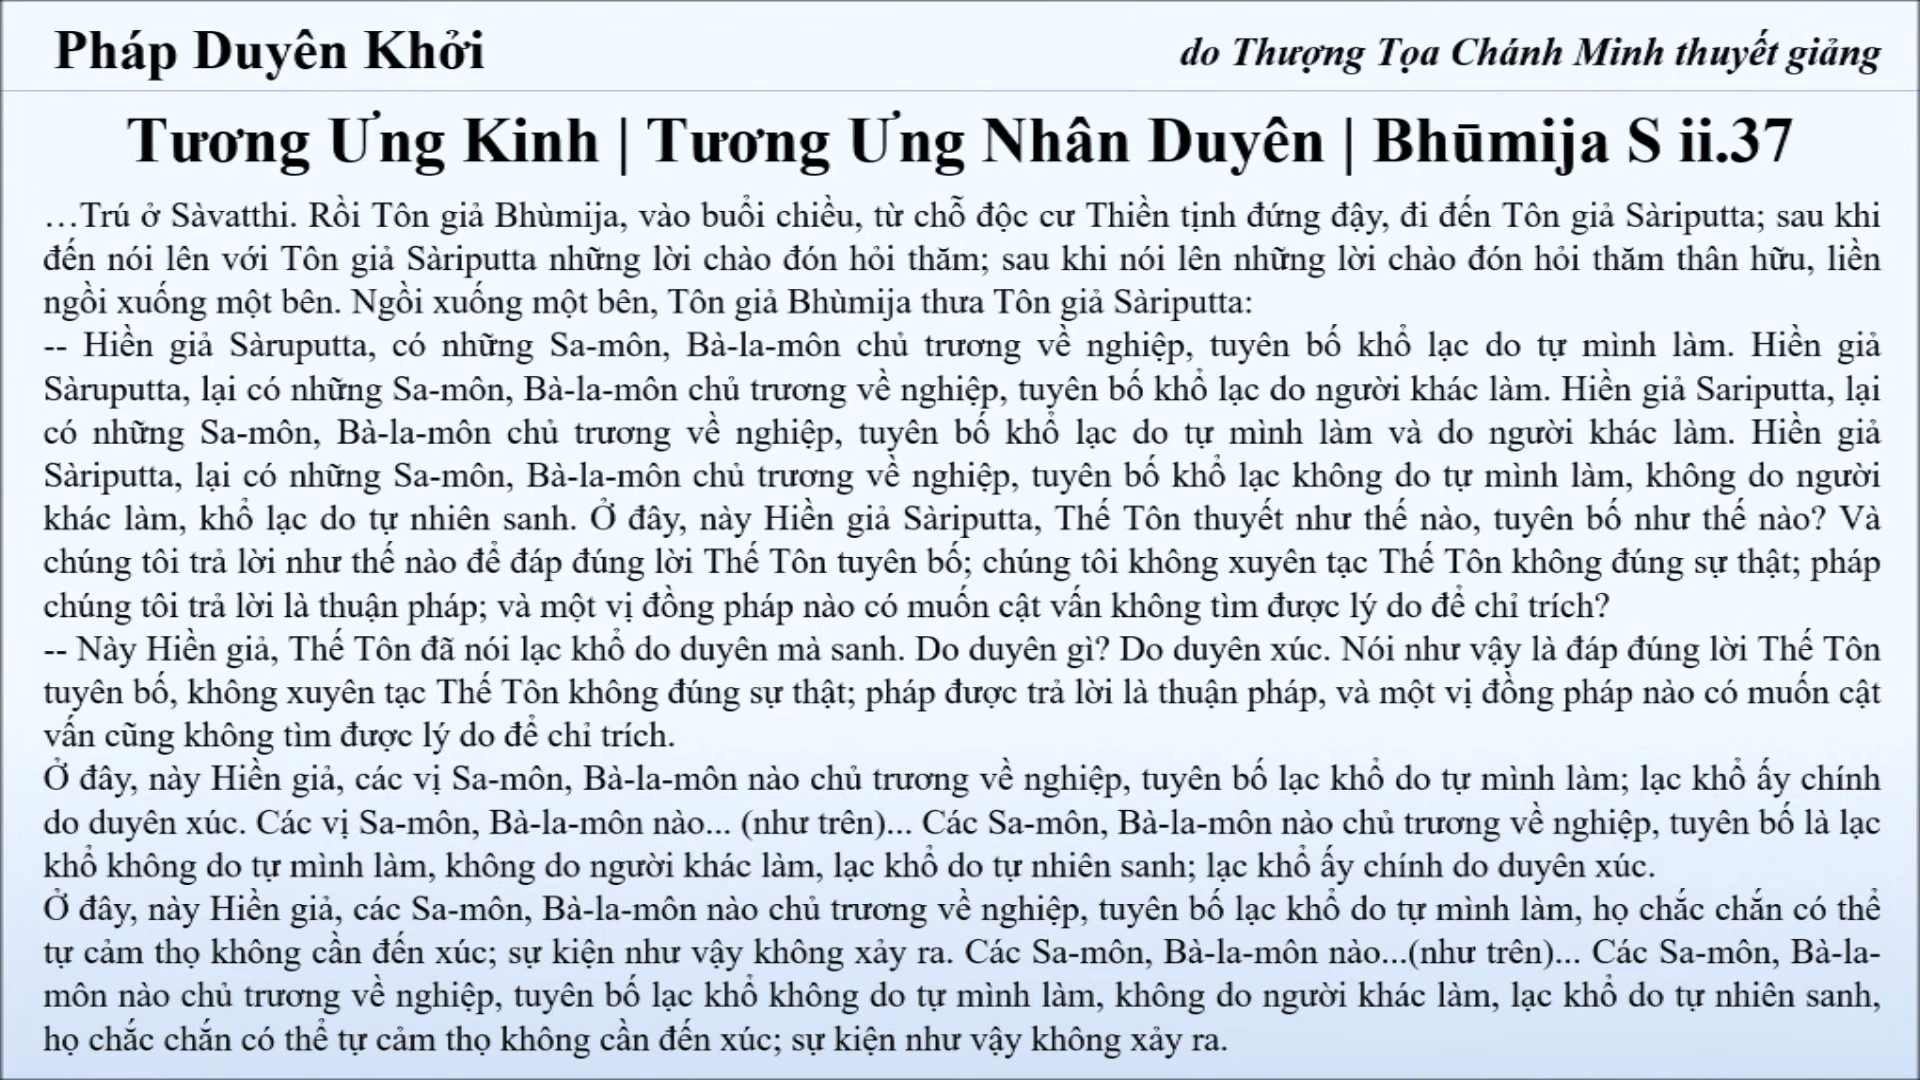 Pháp Duyên Khởi
do Thượng Tọa Chánh Minh thuyết giảng
Tương Ưng Kinh | Tương Ưng Nhân Duyên | Bhūmija S ii.37
…Trú ở Sàvatthi. Rồi Tôn giả Bhùmija, vào buổi chiều, từ chỗ độc cư Thiền tịnh đứng đậy, đi đến Tôn giả Sàriputta; sau khi
đến nói lên với Tôn giả Sàriputta những lời chào đón hỏi thăm; sau khi nói lên những lời chào đón hỏi thăm thân hữu, liền
ngồi xuống một bên. Ngồi xuống một bên, Tôn giả Bhùmija thưa Tôn giả Sàriputta:
-- Hiền giả Sàruputta, có những Sa-môn, Bà-la-môn chủ trương về nghiệp, tuyên bố khổ lạc do tự mình làm. Hiền giả
Sàruputta, lại có những Sa-môn, Bà-la-môn chủ trương về nghiệp, tuyên bố khổ lạc do người khác làm. Hiền giả Sariputta, lại
có những Sa-môn, Bà-la-môn chủ trương về nghiệp, tuyên bố khổ lạc do tự mình làm và do người khác làm. Hiền giả
Sàriputta, lại có những Sa-môn, Bà-la-môn chủ trương về nghiệp, tuyên bố khổ lạc không do tự mình làm, không do người
khác làm, khổ lạc do tự nhiên sanh. Ở đây, này Hiền giả Sàriputta, Thế Tôn thuyết như thế nào, tuyên bố như thế nào? Và
chúng tôi trả lời như thế nào để đáp đúng lời Thế Tôn tuyên bố; chúng tôi không xuyên tạc Thế Tôn không đúng sự thật; pháp
chúng tôi trả lời là thuận pháp; và một vị đồng pháp nào có muốn cật vấn không tìm được lý do để chỉ trích?
-- Này Hiền giả, Thế Tôn đã nói lạc khổ do duyên mà sanh. Do duyên gì? Do duyên xúc. Nói như vậy là đáp đúng lời Thế Tôn
tuyên bố, không xuyên tạc Thế Tôn không đúng sự thật; pháp được trả lời là thuận pháp, và một vị đồng pháp nào có muốn cật
vấn cũng không tìm được lý do để chỉ trích.
Ở đây, này Hiền giả, các vị Sa-môn, Bà-la-môn nào chủ trương về nghiệp, tuyên bố lạc khổ do tự mình làm; lạc khổ ấy chính
do duyên xúc. Các vị Sa-môn, Bà-la-môn nào... (như trên)... Các Sa-môn, Bà-la-môn nào chủ trương về nghiệp, tuyên bố là lạc
khổ không do tự mình làm, không do người khác làm, lạc khổ do tự nhiên sanh; lạc khổ ấy chính do duyên xúc.
Ở đây, này Hiền giả, các Sa-môn, Bà-la-môn nào chủ trương về nghiệp, tuyên bố lạc khổ do tự mình làm, họ chắc chắn có thể
tự cảm thọ không cần đến xúc; sự kiện như vậy không xảy ra. Các Sa-môn, Bà-la-môn nào...(như trên)... Các Sa-môn, Bà-la-
môn nào chủ trương về nghiệp, tuyên bố lạc khổ không do tự mình làm, không do người khác làm, lạc khổ do tự nhiên sanh,
họ chắc chắn có thể tự cảm thọ không cần đến xúc; sự kiện như vậy không xảy ra.